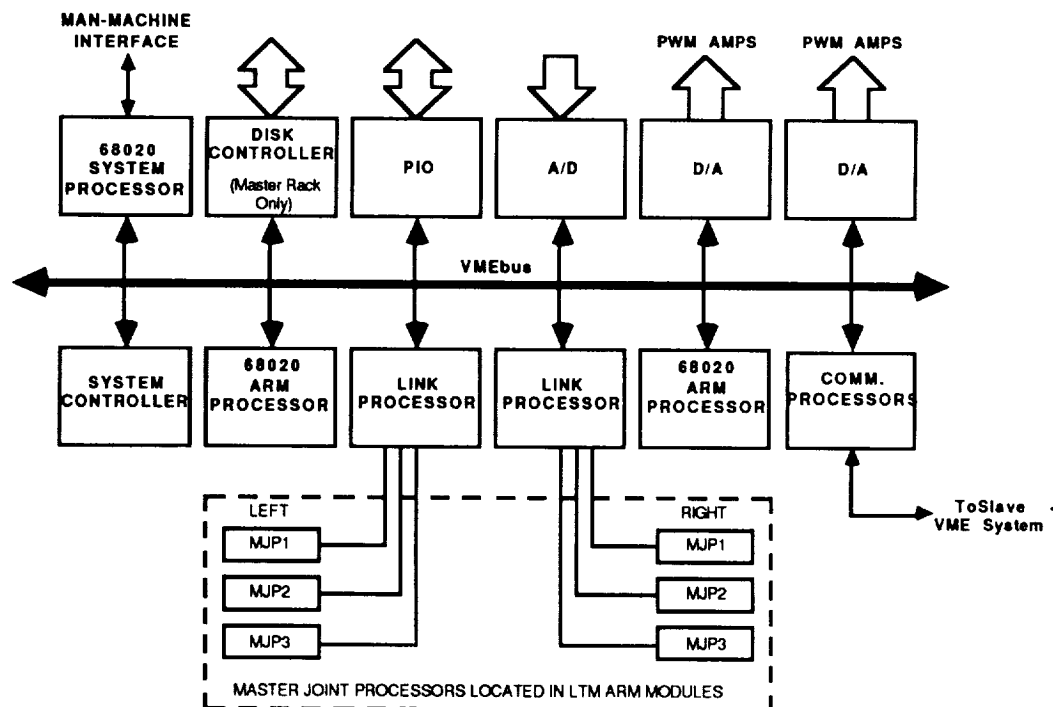 MAN-MACHINE
INTERFACE
PWM AMPS
PWM AMPS
68020
SYSTEM
PROCESSOR
DISK
CONTROLLER
(Master Rack
Only)
PIO
A/D
D/A
D/A
VMEbus
SYSTEM
CONTROLLER
68020
ARM
PROCESSOR
LINK
PROCESSOR
LINK
PROCESSOR
68020
ARM
PROCESSOR
COMM.
PROCESSORS
LEFT
MJP1
MJP2
MJP3
RIGHT
MJP1
MJP2
MJP3
ToSlave
VME System
MASTER JOINT PROCESSORS LOCATED IN LTM ARM MODULES